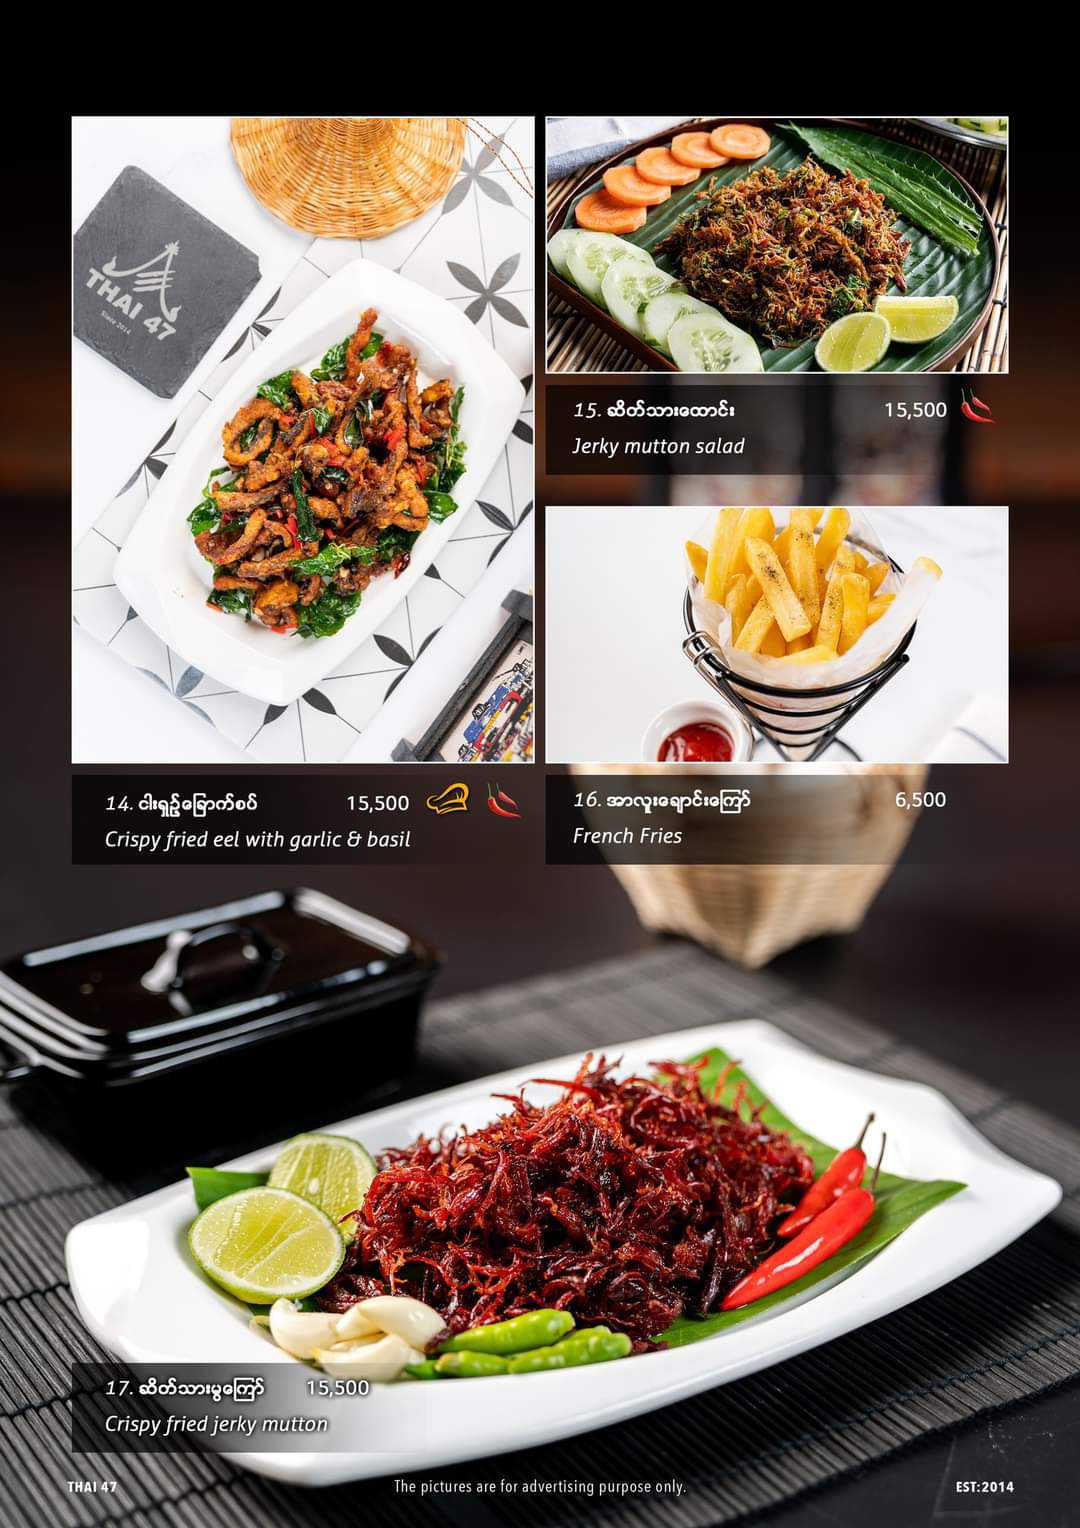 THAI 47
Since 2014
14. ငါးရှဉ့်ခြောက်စပ် 15,500
Crispy fried eel with garlic & basil
15. ဆိတ်သားထောင်း 15,500
Jerky mutton salad
16. အာလူးချောင်းကြော် 6,500
French Fries
17. ဆိတ်သားမွကြော် 15,500
Crispy fried jerky mutton
THAI 47
The pictures are for advertising purpose only.
EST:2014